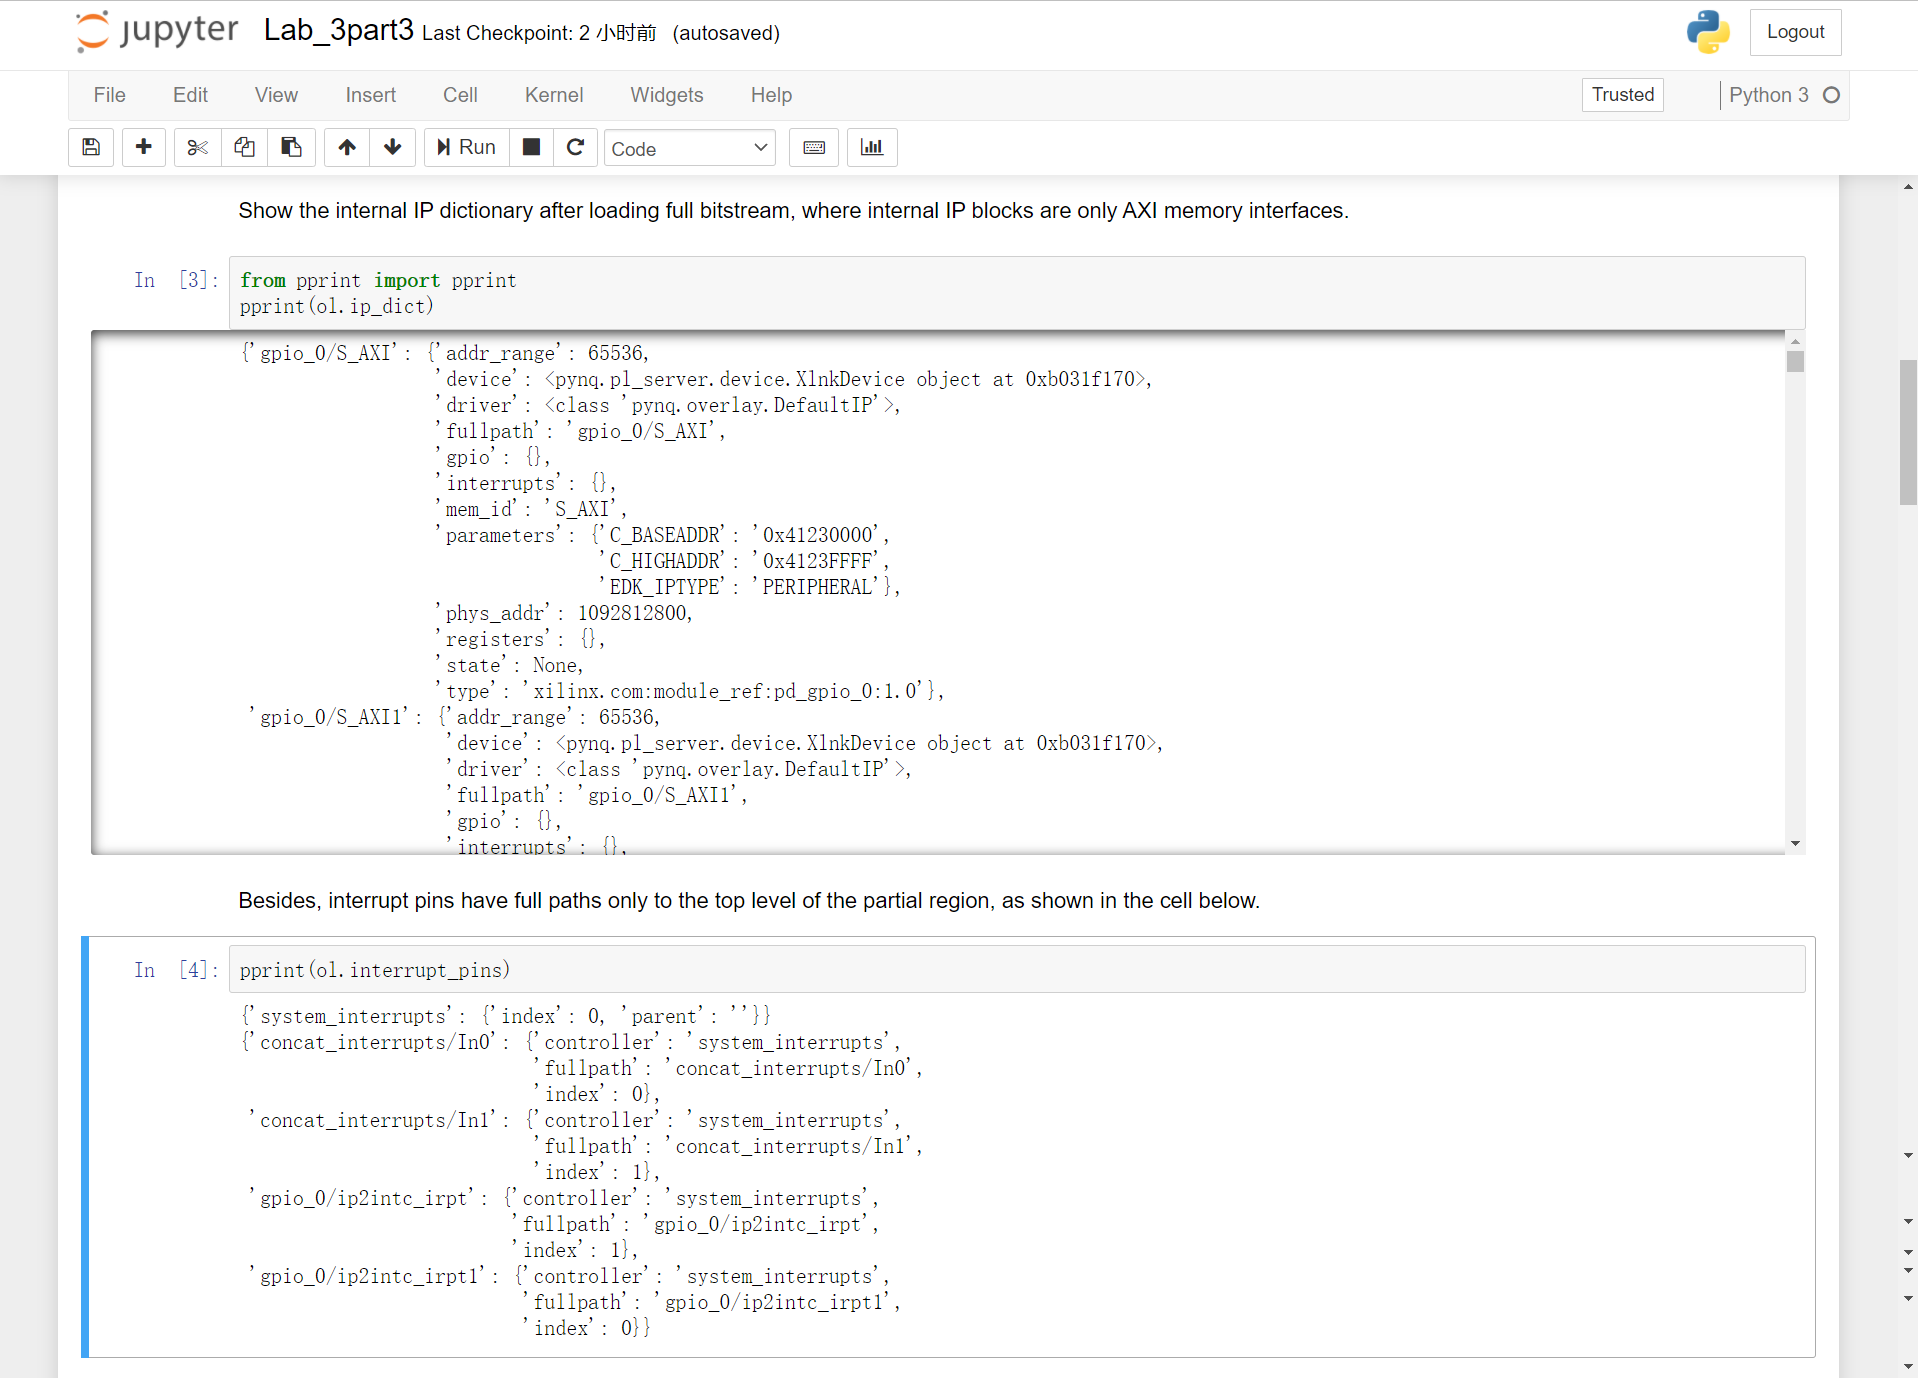 jupyter Lab_3part3 Last Checkpoint: 2 小时前 (autosaved) Logout
File Edit View Insert Cell Kernel Widgets Help Trusted Python 3
Run Code
Show the internal IP dictionary after loading full bitstream, where internal IP blocks are only AXI memory interfaces.
In [3]: from pprint import pprint
pprint(ol.ip_dict)
{'gpio_0/S_AXI': {'addr_range': 65536,
'device': <pynq.pl_server.device.XlnkDevice object at 0xb031f170>,
'driver': <class 'pynq.overlay.DefaultIP'>,
'fullpath': 'gpio_0/S_AXI',
'gpio': {},
'interrupts': {},
'mem_id': 'S_AXI',
'parameters': {'C_BASEADDR': '0x41230000',
'C_HIGHADDR': '0x4123FFFF',
'EDK_IPTYPE': 'PERIPHERAL'},
'phys_addr': 1092812800,
'registers': {},
'state': None,
'type': 'xilinx.com:module_ref:pd_gpio_0:1.0'},
'gpio_0/S_AXI1': {'addr_range': 65536,
'device': <pynq.pl_server.device.XlnkDevice object at 0xb031f170>,
'driver': <class 'pynq.overlay.DefaultIP'>,
'fullpath': 'gpio_0/S_AXI1',
'gpio': {},
'interrupts': {},
Besides, interrupt pins have full paths only to the top level of the partial region, as shown in the cell below.
In [4]: pprint(ol.interrupt_pins)
{'system_interrupts': {'index': 0, 'parent': ''}}
{'concat_interrupts/In0': {'controller': 'system_interrupts',
'fullpath': 'concat_interrupts/In0',
'index': 0},
'concat_interrupts/In1': {'controller': 'system_interrupts',
'fullpath': 'concat_interrupts/In1',
'index': 1},
'gpio_0/ip2intc_irpt': {'controller': 'system_interrupts',
'fullpath': 'gpio_0/ip2intc_irpt',
'index': 1},
'gpio_0/ip2intc_irpt1': {'controller': 'system_interrupts',
'fullpath': 'gpio_0/ip2intc_irpt1',
'index': 0}}